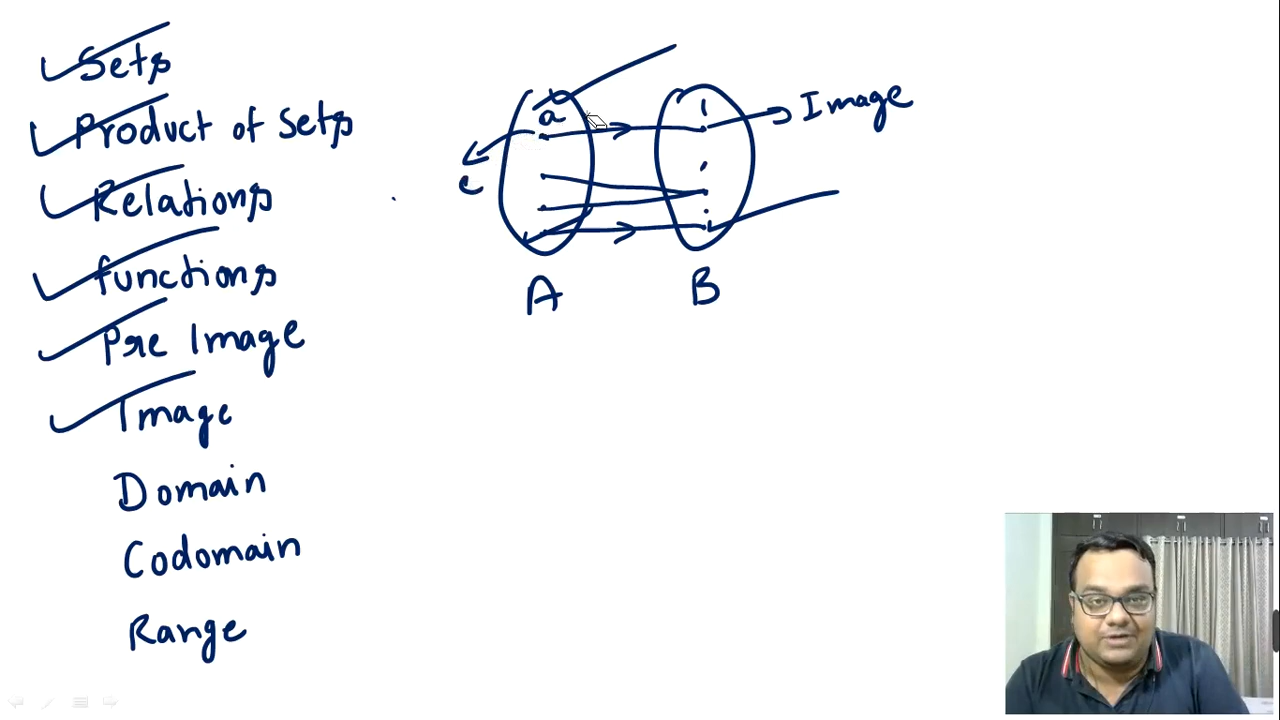 Sets
Product of Sets
Relations
functions
Pre Image
Image
Domain
Codomain
Range
a
1
Image
e
A
B